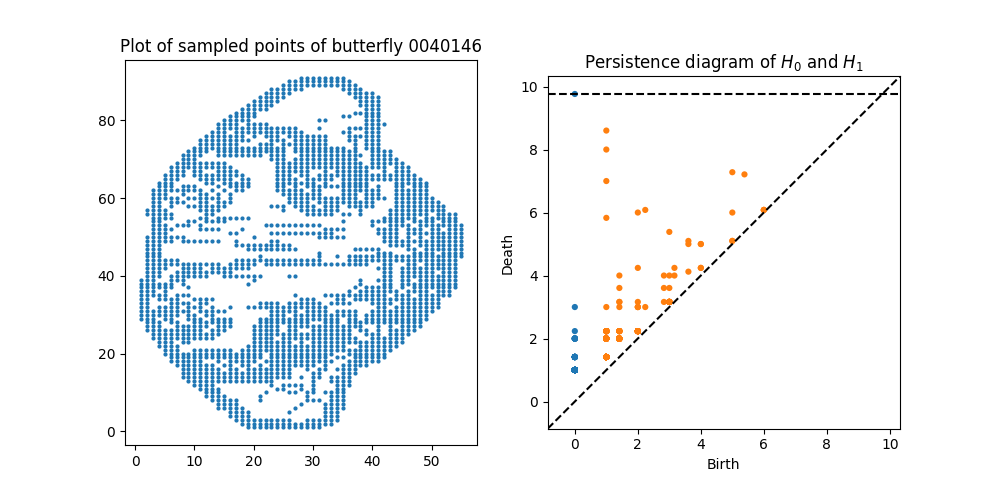 Plot of sampled points of butterfly 0040146
80
60
40
20
0
0 10 20 30 40 50
Persistence diagram of H₀ and H₁
Death
10
8
6
4
2
0
0 2 4 6 8 10
Birth